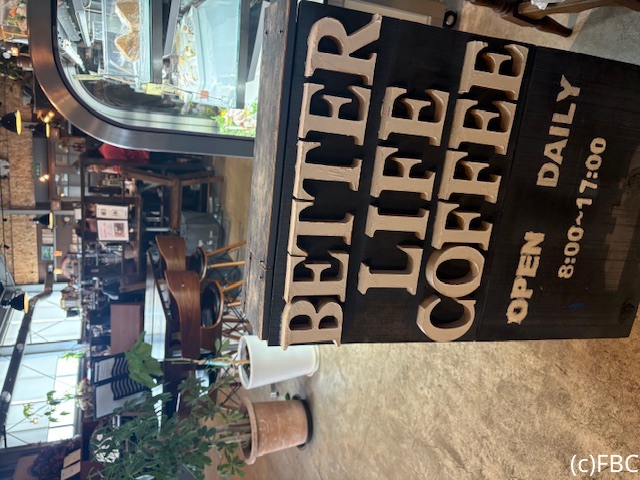 BETTER
LIFE
COFFEE
OPEN DAILY
8:00~17:00
(c)FBC